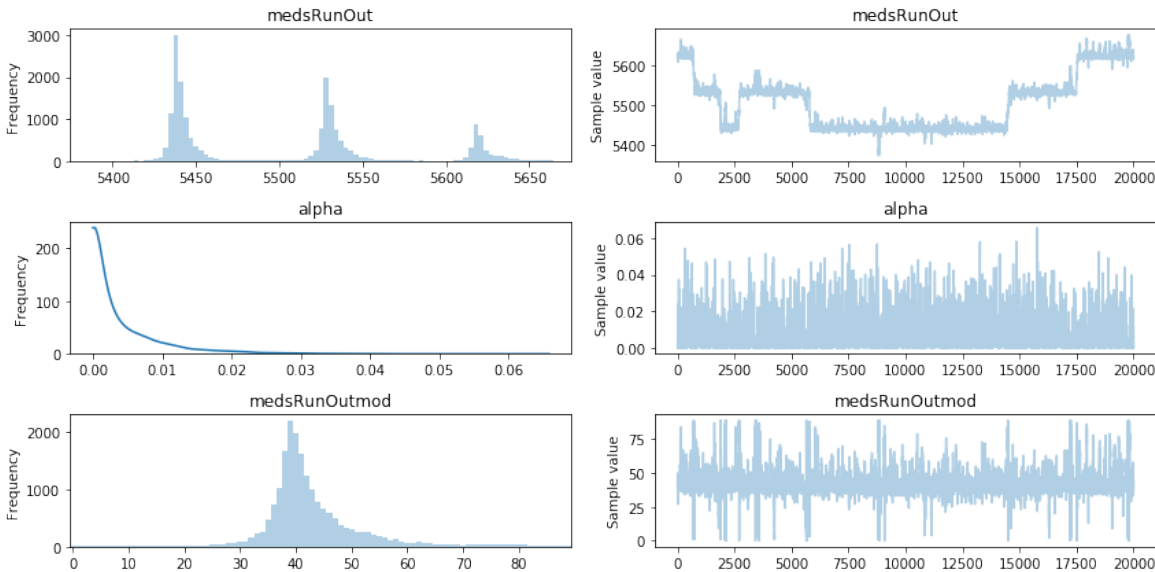 medsRunOut
Frequency
3000
2000
1000
0
5400 5450 5500 5550 5600 5650
medsRunOut
Sample value
5600
5500
5400
0 2500 5000 7500 10000 12500 15000 17500 20000
alpha
Frequency
200
100
0
0.00 0.01 0.02 0.03 0.04 0.05 0.06
alpha
Sample value
0.06
0.04
0.02
0.00
0 2500 5000 7500 10000 12500 15000 17500 20000
medsRunOutmod
Frequency
2000
1000
0
0 10 20 30 40 50 60 70 80
medsRunOutmod
Sample value
75
50
25
0
0 2500 5000 7500 10000 12500 15000 17500 20000